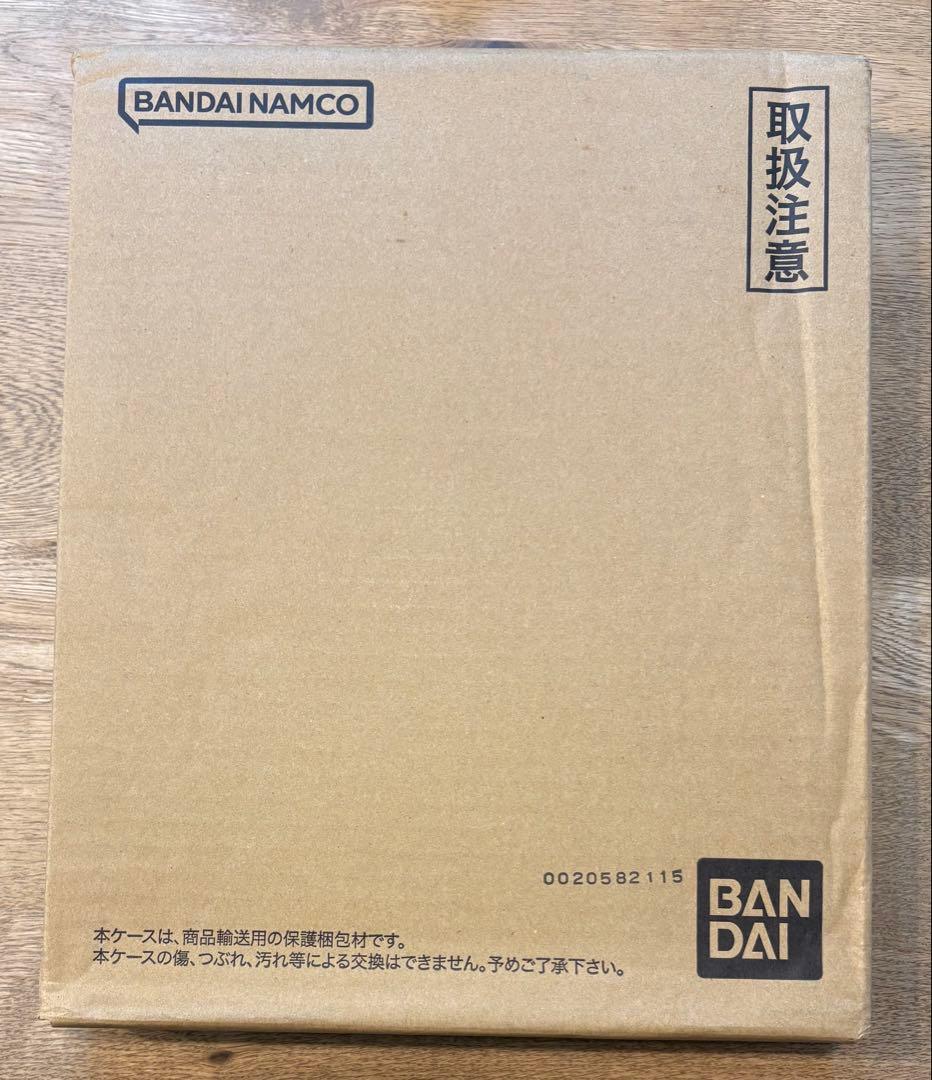 BANDAI NAMCO
取扱注意
0020582115
BAN
DAI
本ケースは、商品輸送用の保護梱包材です。
本ケースの傷、つぶれ、汚れ等による交換はできません。予めご了承下さい。